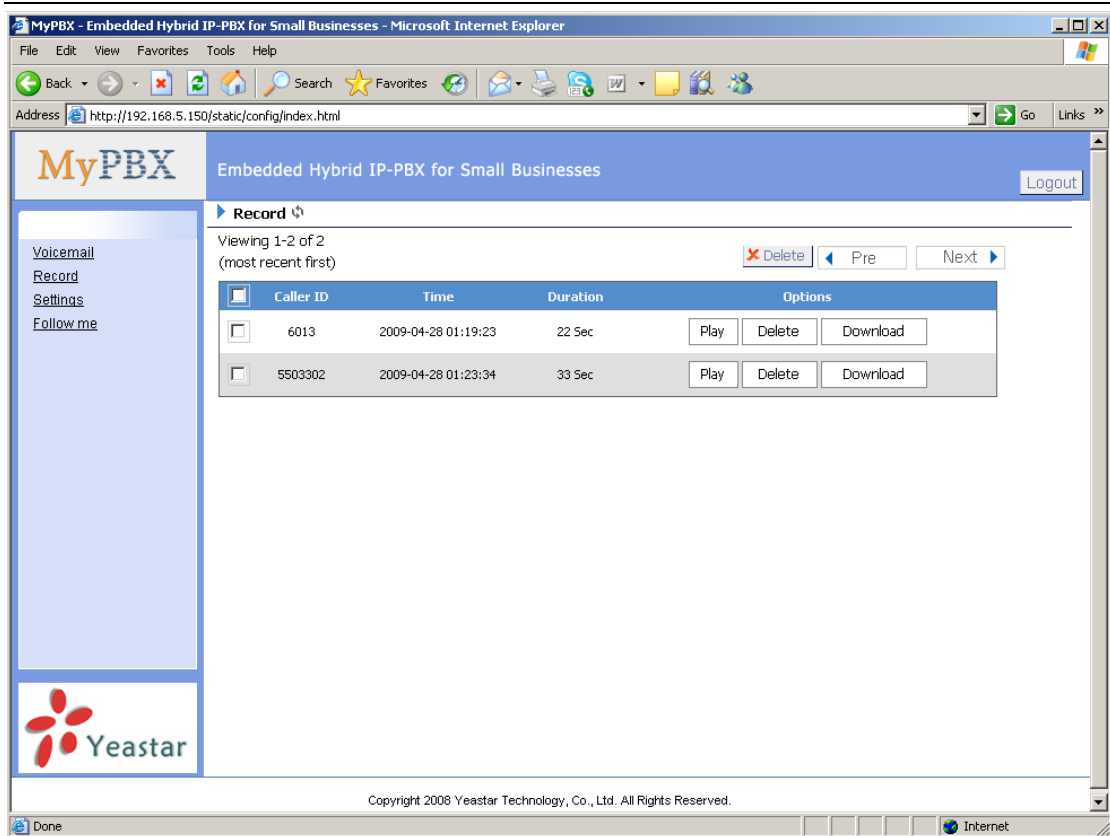 MyPBX - Embedded Hybrid IP-PBX for Small Businesses - Microsoft Internet Explorer
File Edit View Favorites Tools Help
Back Search Favorites
Address http://192.168.5.150/static/config/index.html Go Links »
MyPBX Embedded Hybrid IP-PBX for Small Businesses
Logout
Record
Viewing 1-2 of 2
(most recent first)
Delete Pre Next
Voicemail
Record
Settings
Follow me
Caller ID Time Duration Options
6013 2009-04-28 01:19:23 22 Sec Play Delete Download
5503302 2009-04-28 01:23:34 33 Sec Play Delete Download
Yeastar
Copyright 2008 Yeastar Technology, Co., Ltd. All Rights Reserved.
Done Internet